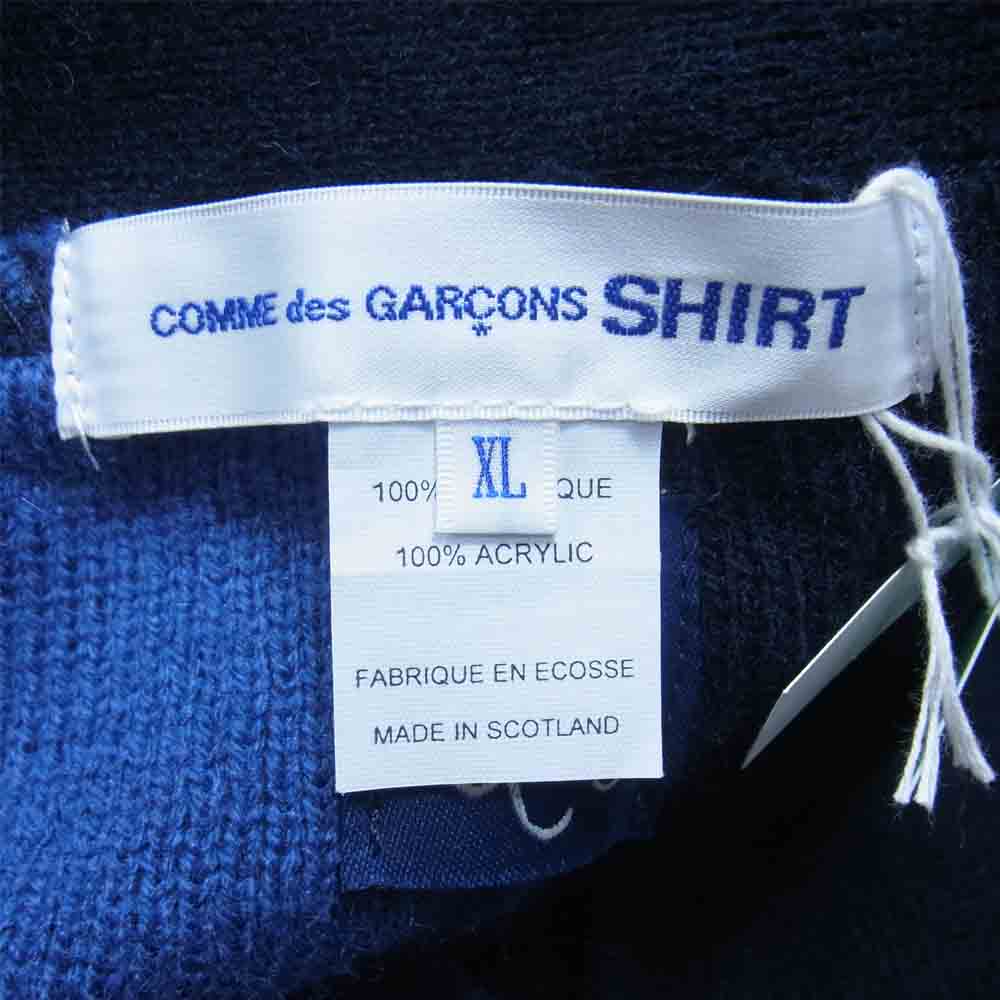 COMME des GARÇONS SHIRT
XL
100% QUE
100% ACRYLIC
FABRIQUE EN ECOSSE
MADE IN SCOTLAND